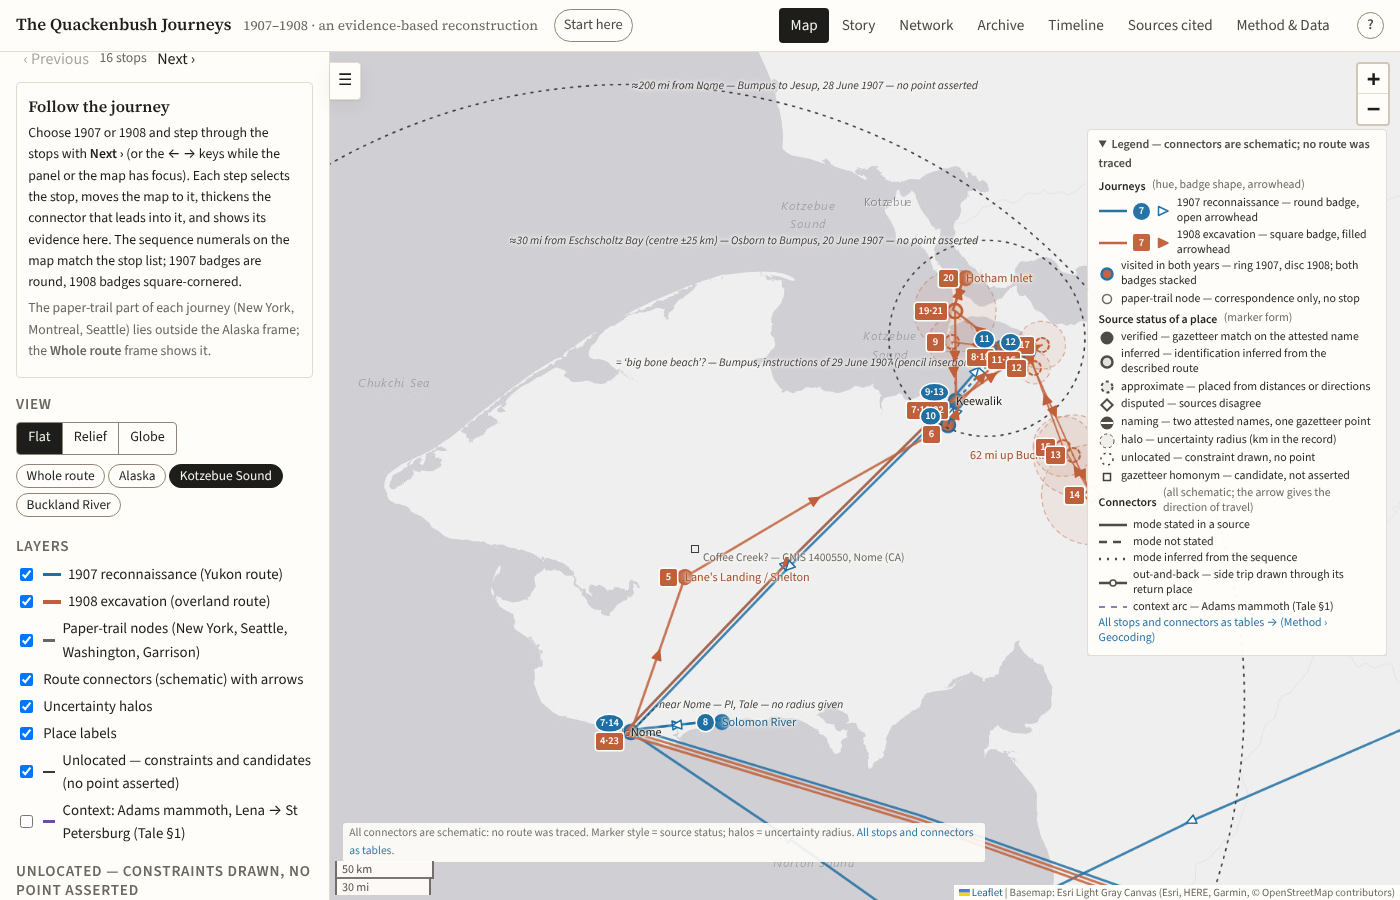 The Quackenbush Journeys 1907–1908 · an evidence-based reconstruction Start here Map Story Network Archive Timeline Sources cited Method & Data ?
‹ Previous 16 stops Next ›
Follow the journey
Choose 1907 or 1908 and step through the
stops with Next › (or the ← → keys while the
panel or the map has focus). Each step selects
the stop, moves the map to it, thickens the
connector that leads into it, and shows its
evidence here. The sequence numerals on the
map match the stop list; 1907 badges are
round, 1908 badges square-cornered.
The paper-trail part of each journey (New York,
Montreal, Seattle) lies outside the Alaska frame;
the Whole route frame shows it.
VIEW
Flat Relief Globe
Whole route Alaska Kotzebue Sound
Buckland River
LAYERS
1907 reconnaissance (Yukon route)
1908 excavation (overland route)
Paper-trail nodes (New York, Seattle,
Washington, Garrison)
Route connectors (schematic) with arrows
Uncertainty halos
Place labels
Unlocated — constraints and candidates
(no point asserted)
Context: Adams mammoth, Lena → St
Petersburg (Tale §1)
UNLOCATED — CONSTRAINTS DRAWN, NO
POINT ASSERTED
☰
≈200 mi from Nome — Bumpus to Jesup, 28 June 1907 — no point asserted
Kotzebue
Sound
Kotzebue
≈30 mi from Eschscholtz Bay (centre ±25 km) — Osborn to Bumpus, 20 June 1907 — no point asserted
20 Hotham Inlet
19·21
Kotzebue
9
11 12 17
= ‘big bone beach’? — Bumpus, instructions of 29 June 1907
12
Chukchi Sea
9·13
Keewalik
10
6
62 mi up
13
14
Coffee Creek? — GNIS 1400550, Nome (CA)
5 Lane's Landing / Shelton
near Nome — PI, Tale — no radius given
7·14
8 Solomon River
Nome
4·23
All connectors are schematic: no route was traced. Marker style = source status; halos = uncertainty radius. All stops and connectors
as tables.
Norton Sound
50 km
30 mi
+
−
▼ Legend — connectors are schematic; no route was
traced
Journeys (hue, badge shape, arrowhead)
7 1907 reconnaissance — round badge,
open arrowhead
7 1908 excavation — square badge, filled
arrowhead
visited in both years — ring 1907, disc 1908; both
badges stacked
paper-trail node — correspondence only, no stop
Source status of a place (marker form)
verified — gazetteer match on the attested name
inferred — identification inferred from the
described route
approximate — placed from distances or directions
disputed — sources disagree
naming — two attested names, one gazetteer point
halo — uncertainty radius (km in the record)
unlocated — constraint drawn, no point
gazetteer homonym — candidate, not asserted
Connectors (all schematic; the arrow gives the
direction of travel)
mode stated in a source
mode not stated
mode inferred from the sequence
out-and-back — side trip drawn through its
return place
context arc — Adams mammoth (Tale §1)
All stops and connectors as tables → (Method ›
Geocoding)
Leaflet | Basemap: Esri Light Gray Canvas (Esri, HERE, Garmin, © OpenStreetMap contributors)